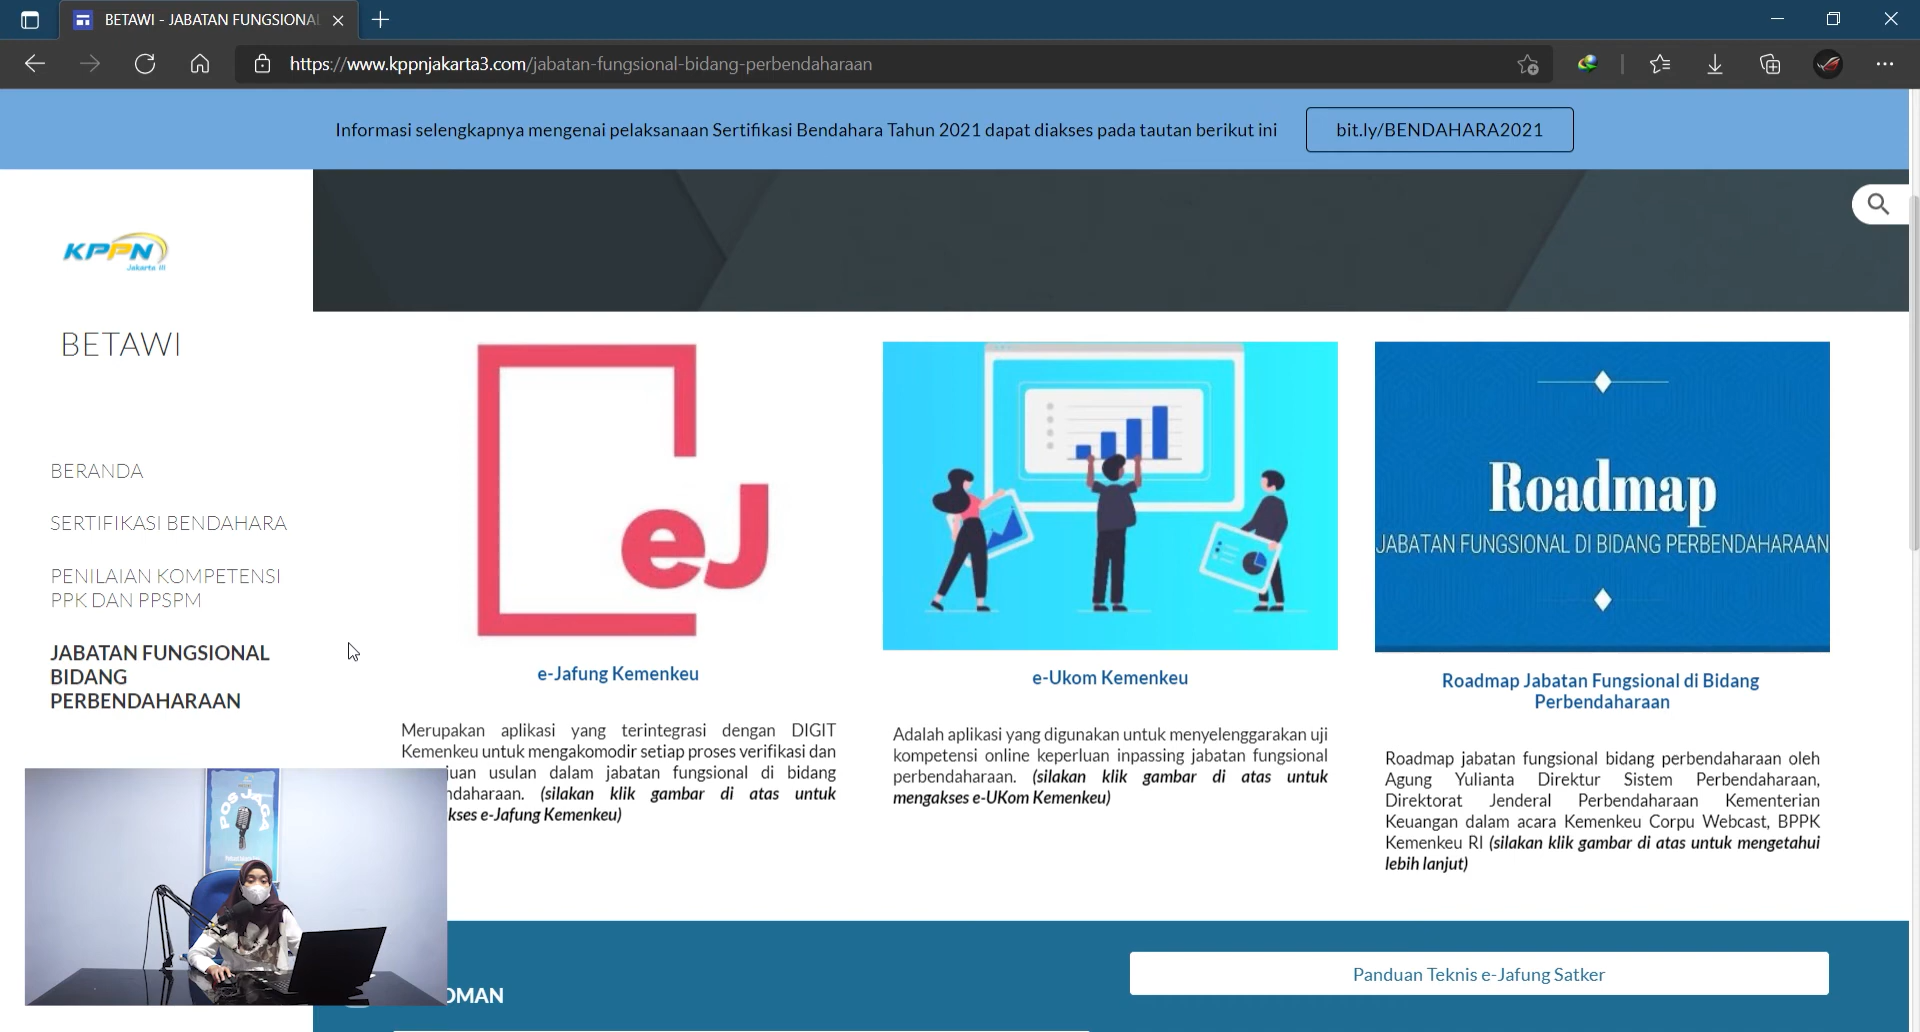 BETAWI - JABATAN FUNGSIONAL
https://www.kppnjakarta3.com/jabatan-fungsional-bidang-perbendaharaan
Informasi selengkapnya mengenai pelaksanaan Sertifikasi Bendahara Tahun 2021 dapat diakses pada tautan berikut ini
bit.ly/BENDAHARA2021
KPPN
Jakarta III
BETAWI
BERANDA
SERTIFIKASI BENDAHARA
PENILAIAN KOMPETENSI
PPK DAN PPSPM
JABATAN FUNGSIONAL
BIDANG
PERBENDAHARAAN
eJ
e-Jafung Kemenkeu
Merupakan aplikasi yang terintegrasi dengan DIGIT
Kemenkeu untuk mengakomodir setiap proses verifikasi dan
juan usulan dalam jabatan fungsional di bidang
ndaharaan. (silakan klik gambar di atas untuk
kses e-Jafung Kemenkeu)
e-Ukom Kemenkeu
Adalah aplikasi yang digunakan untuk menyelenggarakan uji
kompetensi online keperluan inpassing jabatan fungsional
perbendaharaan. (silakan klik gambar di atas untuk
mengakses e-UKom Kemenkeu)
Roadmap
JABATAN FUNGSIONAL DI BIDANG PERBENDAHARAAN
Roadmap Jabatan Fungsional di Bidang
Perbendaharaan
Roadmap jabatan fungsional bidang perbendaharaan oleh
Agung Yulianta Direktur Sistem Perbendaharaan,
Direktorat Jenderal Perbendaharaan Kementerian
Keuangan dalam acara Kemenkeu Corpu Webcast, BPPK
Kemenkeu RI (silakan klik gambar di atas untuk mengetahui
lebih lanjut)
POS JAGA
OMAN
Panduan Teknis e-Jafung Satker